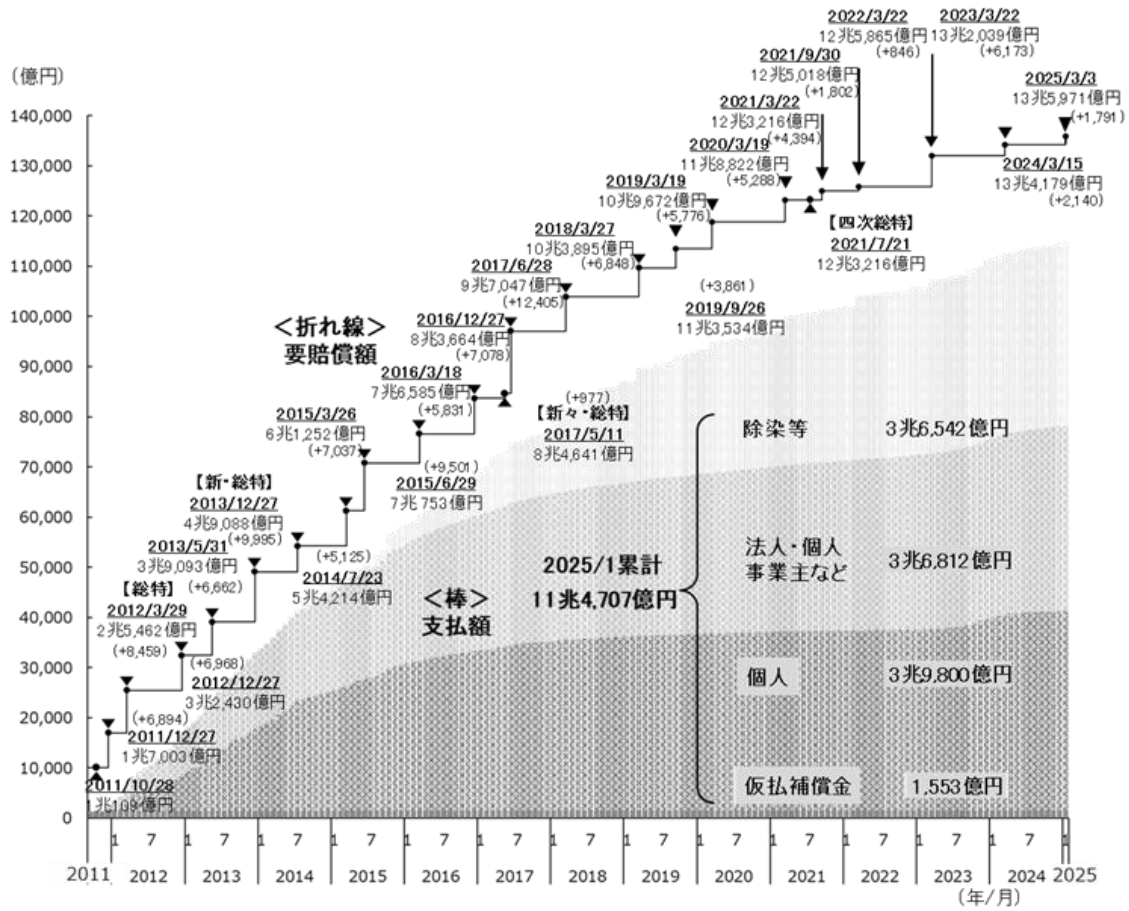 （億円）
140,000
130,000
120,000
110,000
100,000
90,000
80,000
70,000
60,000
50,000
40,000
30,000
20,000
10,000
0
2011/10/28
1兆109億円
2011/12/27
1兆7,003億円
(+6,894)
【総特】
2012/3/29
2兆5,462億円
(+8,459)
2012/12/27
3兆2,430億円
(+6,968)
2013/5/31
3兆9,093億円
(+6,662)
【新・総特】
2013/12/27
4兆9,088億円
(+9,995)
2014/7/23
5兆4,214億円
(+5,125)
2015/3/26
6兆1,252億円
(+7,037)
2015/6/29
7兆753億円
(+9,501)
2016/3/18
7兆6,585億円
(+5,831)
2016/12/27
8兆3,664億円
(+7,078)
(+977)
【新々・総特】
2017/5/11
8兆4,641億円
2017/6/28
9兆7,047億円
(+12,405)
2018/3/27
10兆3,895億円
(+6,848)
2019/3/19
10兆9,672億円
(+5,776)
(+3,861)
2019/9/26
11兆3,534億円
2020/3/19
11兆8,822億円
(+5,288)
2021/3/22
12兆3,216億円
(+4,394)
【四次総特】
2021/7/21
12兆3,216億円
2021/9/30
12兆5,018億円
(+1,802)
2022/3/22
12兆5,865億円
(+846)
2023/3/22
13兆2,039億円
(+6,173)
2024/3/15
13兆4,179億円
(+2,140)
2025/3/3
13兆5,971億円
(+1,791)
＜折れ線＞
要賠償額
＜棒＞
支払額
2025/1累計
11兆4,707億円
除染等 3兆6,542億円
法人・個人
事業主など 3兆6,812億円
個人 3兆9,800億円
仮払補償金 1,553億円
1 7 1 7 1 7 1 7 1 7 1 7 1 7 1 7 1 7 1 7 1 7 1 7 1 7 1
2011 2012 2013 2014 2015 2016 2017 2018 2019 2020 2021 2022 2023 2024 2025
（年/月）